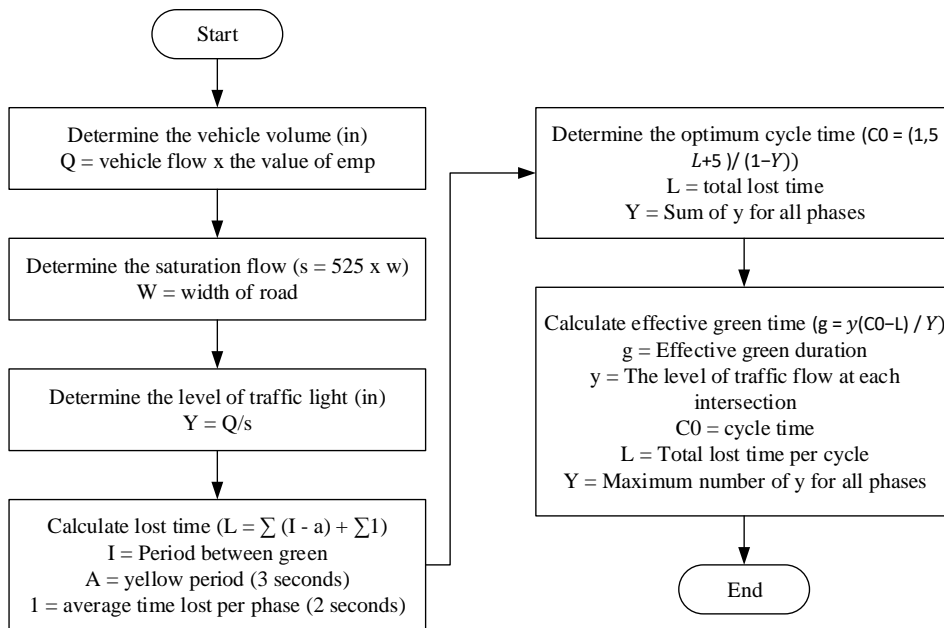 Start
Determine the vehicle volume (in)
Q = vehicle flow x the value of emp
Determine the saturation flow (s = 525 x w)
W = width of road
Determine the level of traffic light (in)
Y = Q/s
Calculate lost time (L = ∑ (I - a) + ∑1)
I = Period between green
A = yellow period (3 seconds)
1 = average time lost per phase (2 seconds)
Determine the optimum cycle time (C0 = (1,5
L+5 )/ (1−Y))
L = total lost time
Y = Sum of y for all phases
Calculate effective green time (g = y(C0−L) / Y)
g = Effective green duration
y = The level of traffic flow at each
intersection
C0 = cycle time
L = Total lost time per cycle
Y = Maximum number of y for all phases
End